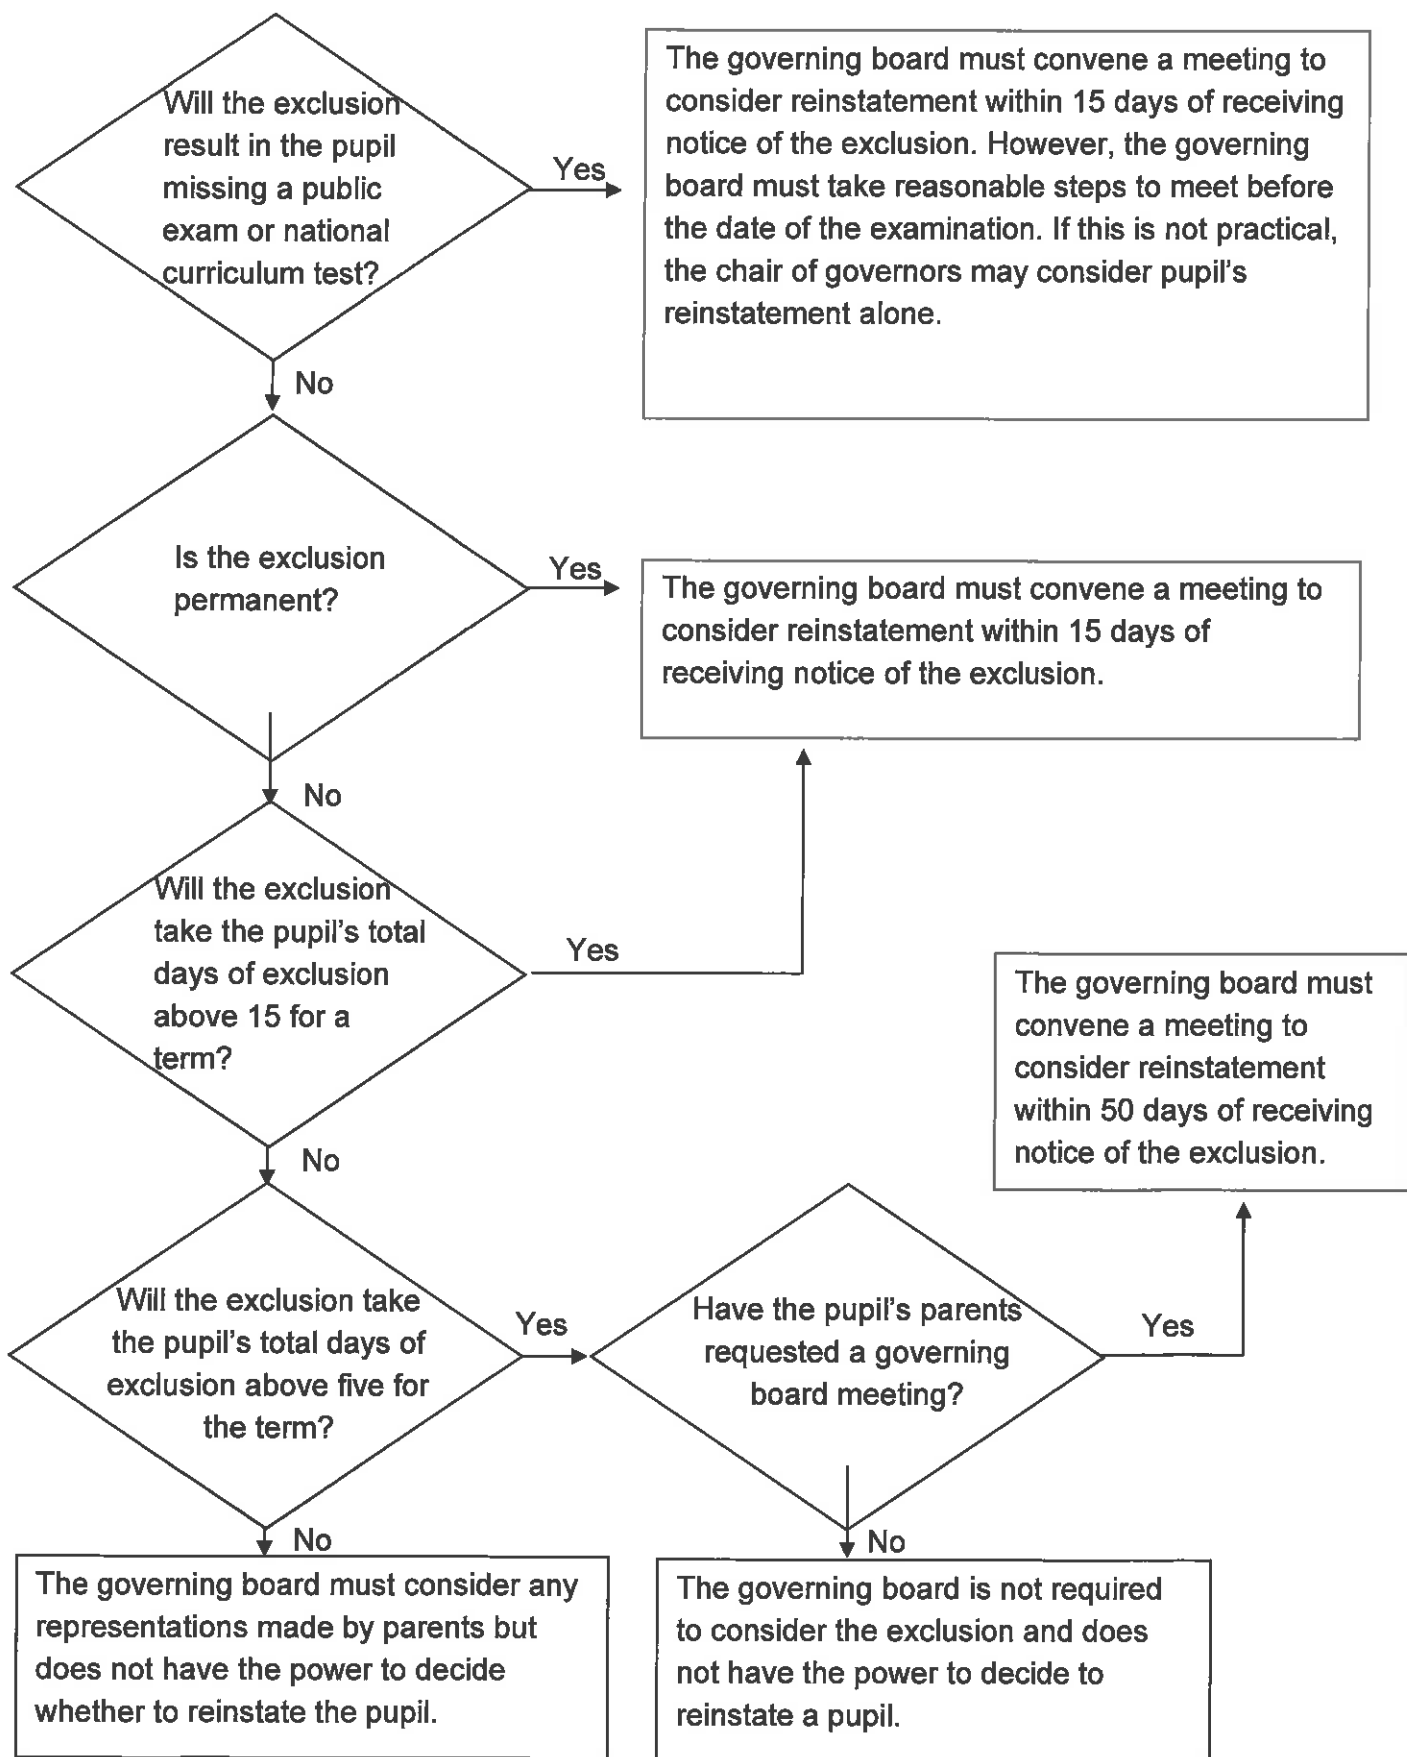 Will the exclusion
result in the pupil
missing a public
exam or national
curriculum test?
Yes
The governing board must convene a meeting to
consider reinstatement within 15 days of receiving
notice of the exclusion. However, the governing
board must take reasonable steps to meet before
the date of the examination. If this is not practical,
the chair of governors may consider pupil's
reinstatement alone.
No
Is the exclusion
permanent?
Yes
The governing board must convene a meeting to
consider reinstatement within 15 days of
receiving notice of the exclusion.
No
Will the exclusion
take the pupil's total
days of exclusion
above 15 for a
term?
Yes
The governing board must
convene a meeting to
consider reinstatement
within 50 days of receiving
notice of the exclusion.
No
Will the exclusion take
the pupil's total days of
exclusion above five for
the term?
Yes
Have the pupil's parents
requested a governing
board meeting?
Yes
No
The governing board must consider any
representations made by parents but
does not have the power to decide
whether to reinstate the pupil.
No
The governing board is not required
to consider the exclusion and does
not have the power to decide to
reinstate a pupil.